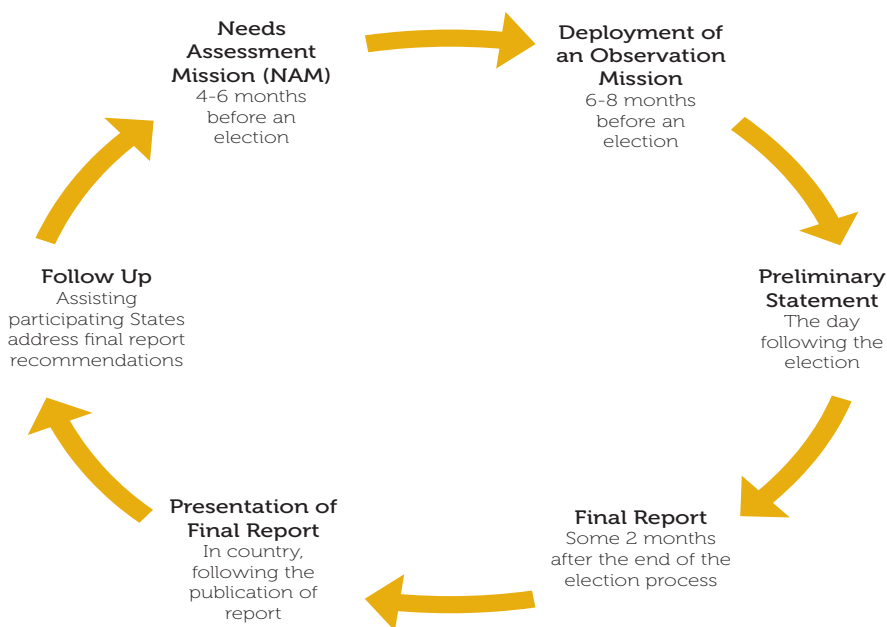 Needs
Assessment
Mission (NAM)
4-6 months
before an
election
Deployment of
an Observation
Mission
6-8 months
before an
election
Preliminary
Statement
The day
following the
election
Final Report
Some 2 months
after the end of the
election process
Presentation of
Final Report
In country,
following the
publication of
report
Follow Up
Assisting
participating States
address final report
recommendations